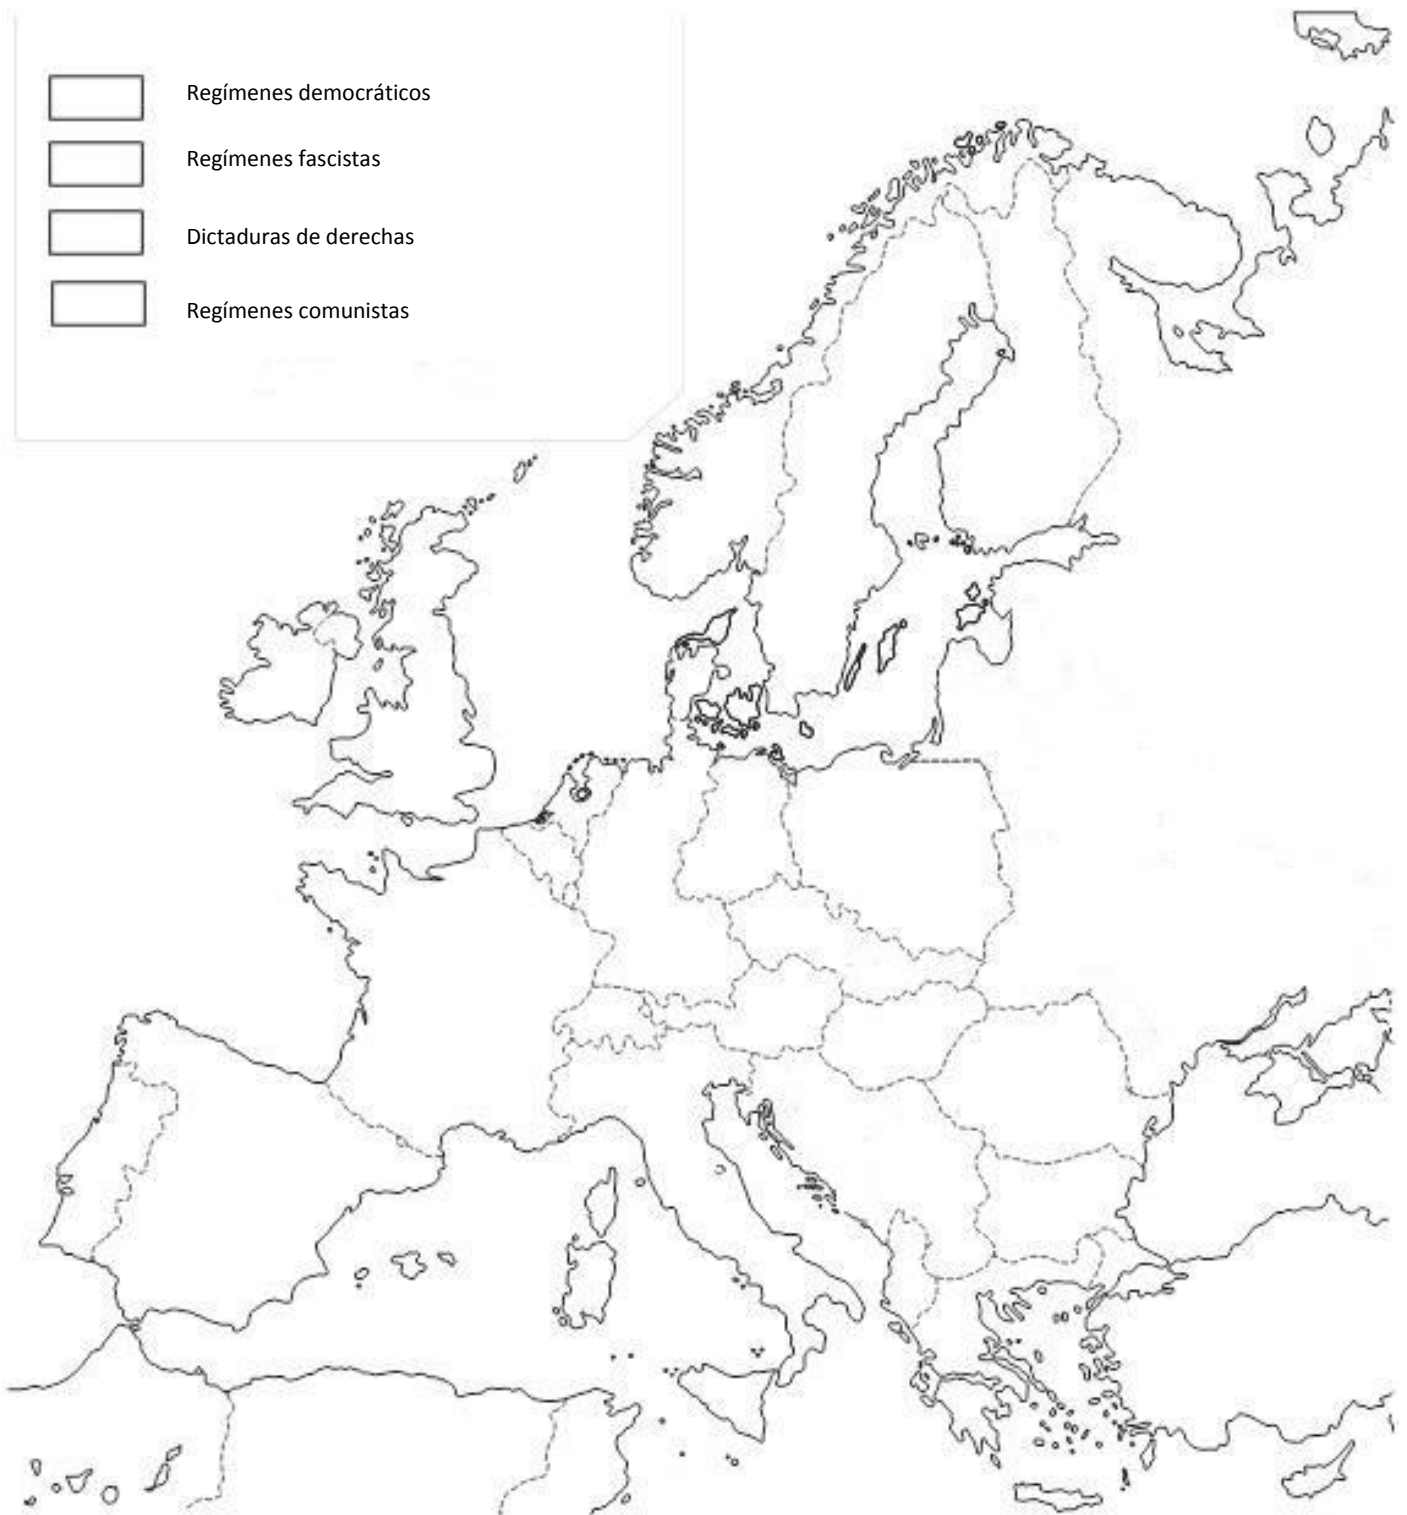 Regímenes democráticos
Regímenes fascistas
Dictaduras de derechas
Regímenes comunistas